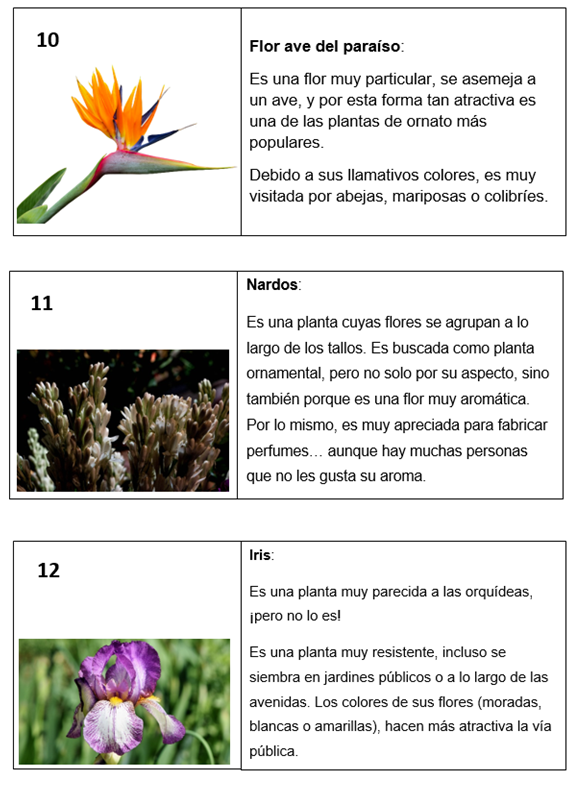 10
Flor ave del paraíso:
Es una flor muy particular, se asemeja a
un ave, y por esta forma tan atractiva es
una de las plantas de ornato más
populares.
Debido a sus llamativos colores, es muy
visitada por abejas, mariposas o colibríes.
11
Nardos:
Es una planta cuyas flores se agrupan a lo
largo de los tallos. Es buscada como planta
ornamental, pero no solo por su aspecto, sino
también porque es una flor muy aromática.
Por lo mismo, es muy apreciada para fabricar
perfumes… aunque hay muchas personas
que no les gusta su aroma.
12
Iris:
Es una planta muy parecida a las orquídeas,
¡pero no lo es!
Es una planta muy resistente, incluso se
siembra en jardines públicos o a lo largo de las
avenidas. Los colores de sus flores (moradas,
blancas o amarillas), hacen más atractiva la vía
pública.